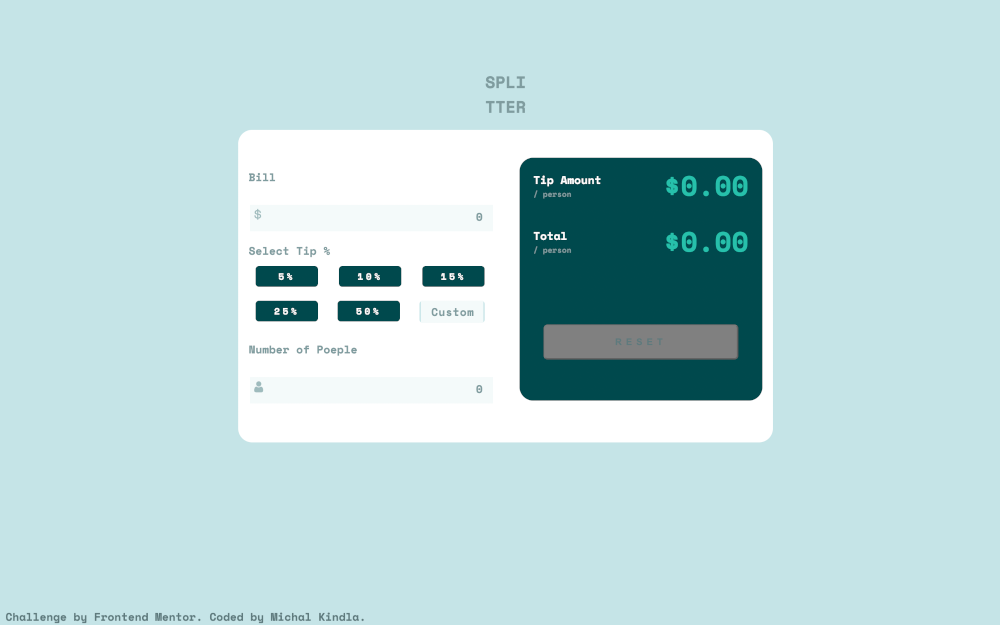 SPLI
TTER
Bill
$ 0
Select Tip %
5% 10% 15%
25% 50% Custom
Number of Poeple
0
Tip Amount $0.00
/ person
Total $0.00
/ person
RESET
Challenge by Frontend Mentor. Coded by Michal Kindla.